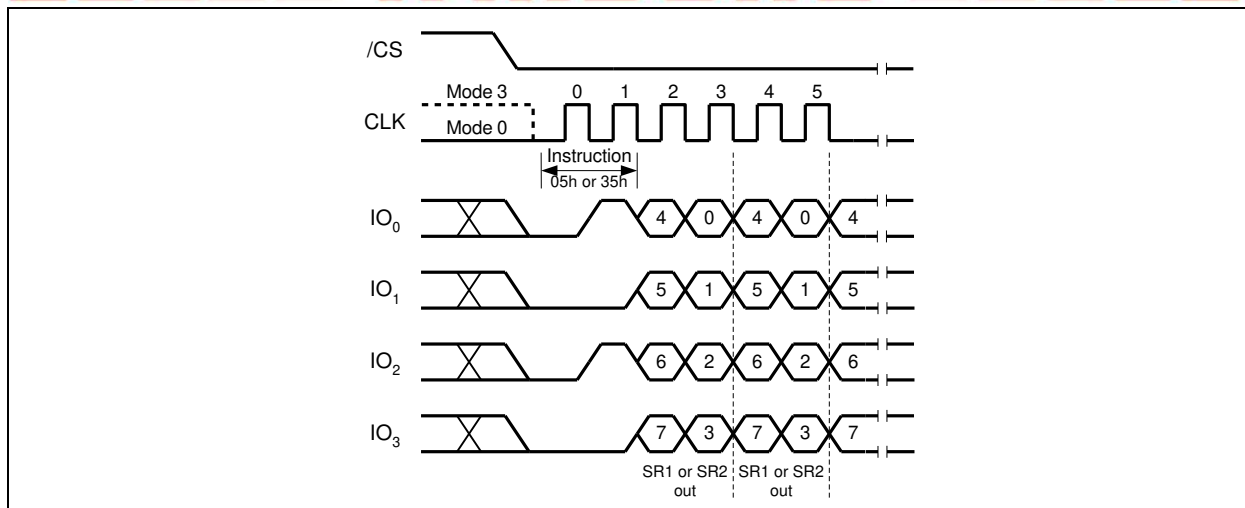 /CS
Mode 3 0 1 2 3 4 5
CLK
Mode 0
Instruction
05h or 35h
IO0 4 0 4 0 4
IO1 5 1 5 1 5
IO2 6 2 6 2 6
IO3 7 3 7 3 7
SR1 or SR2 SR1 or SR2
out out